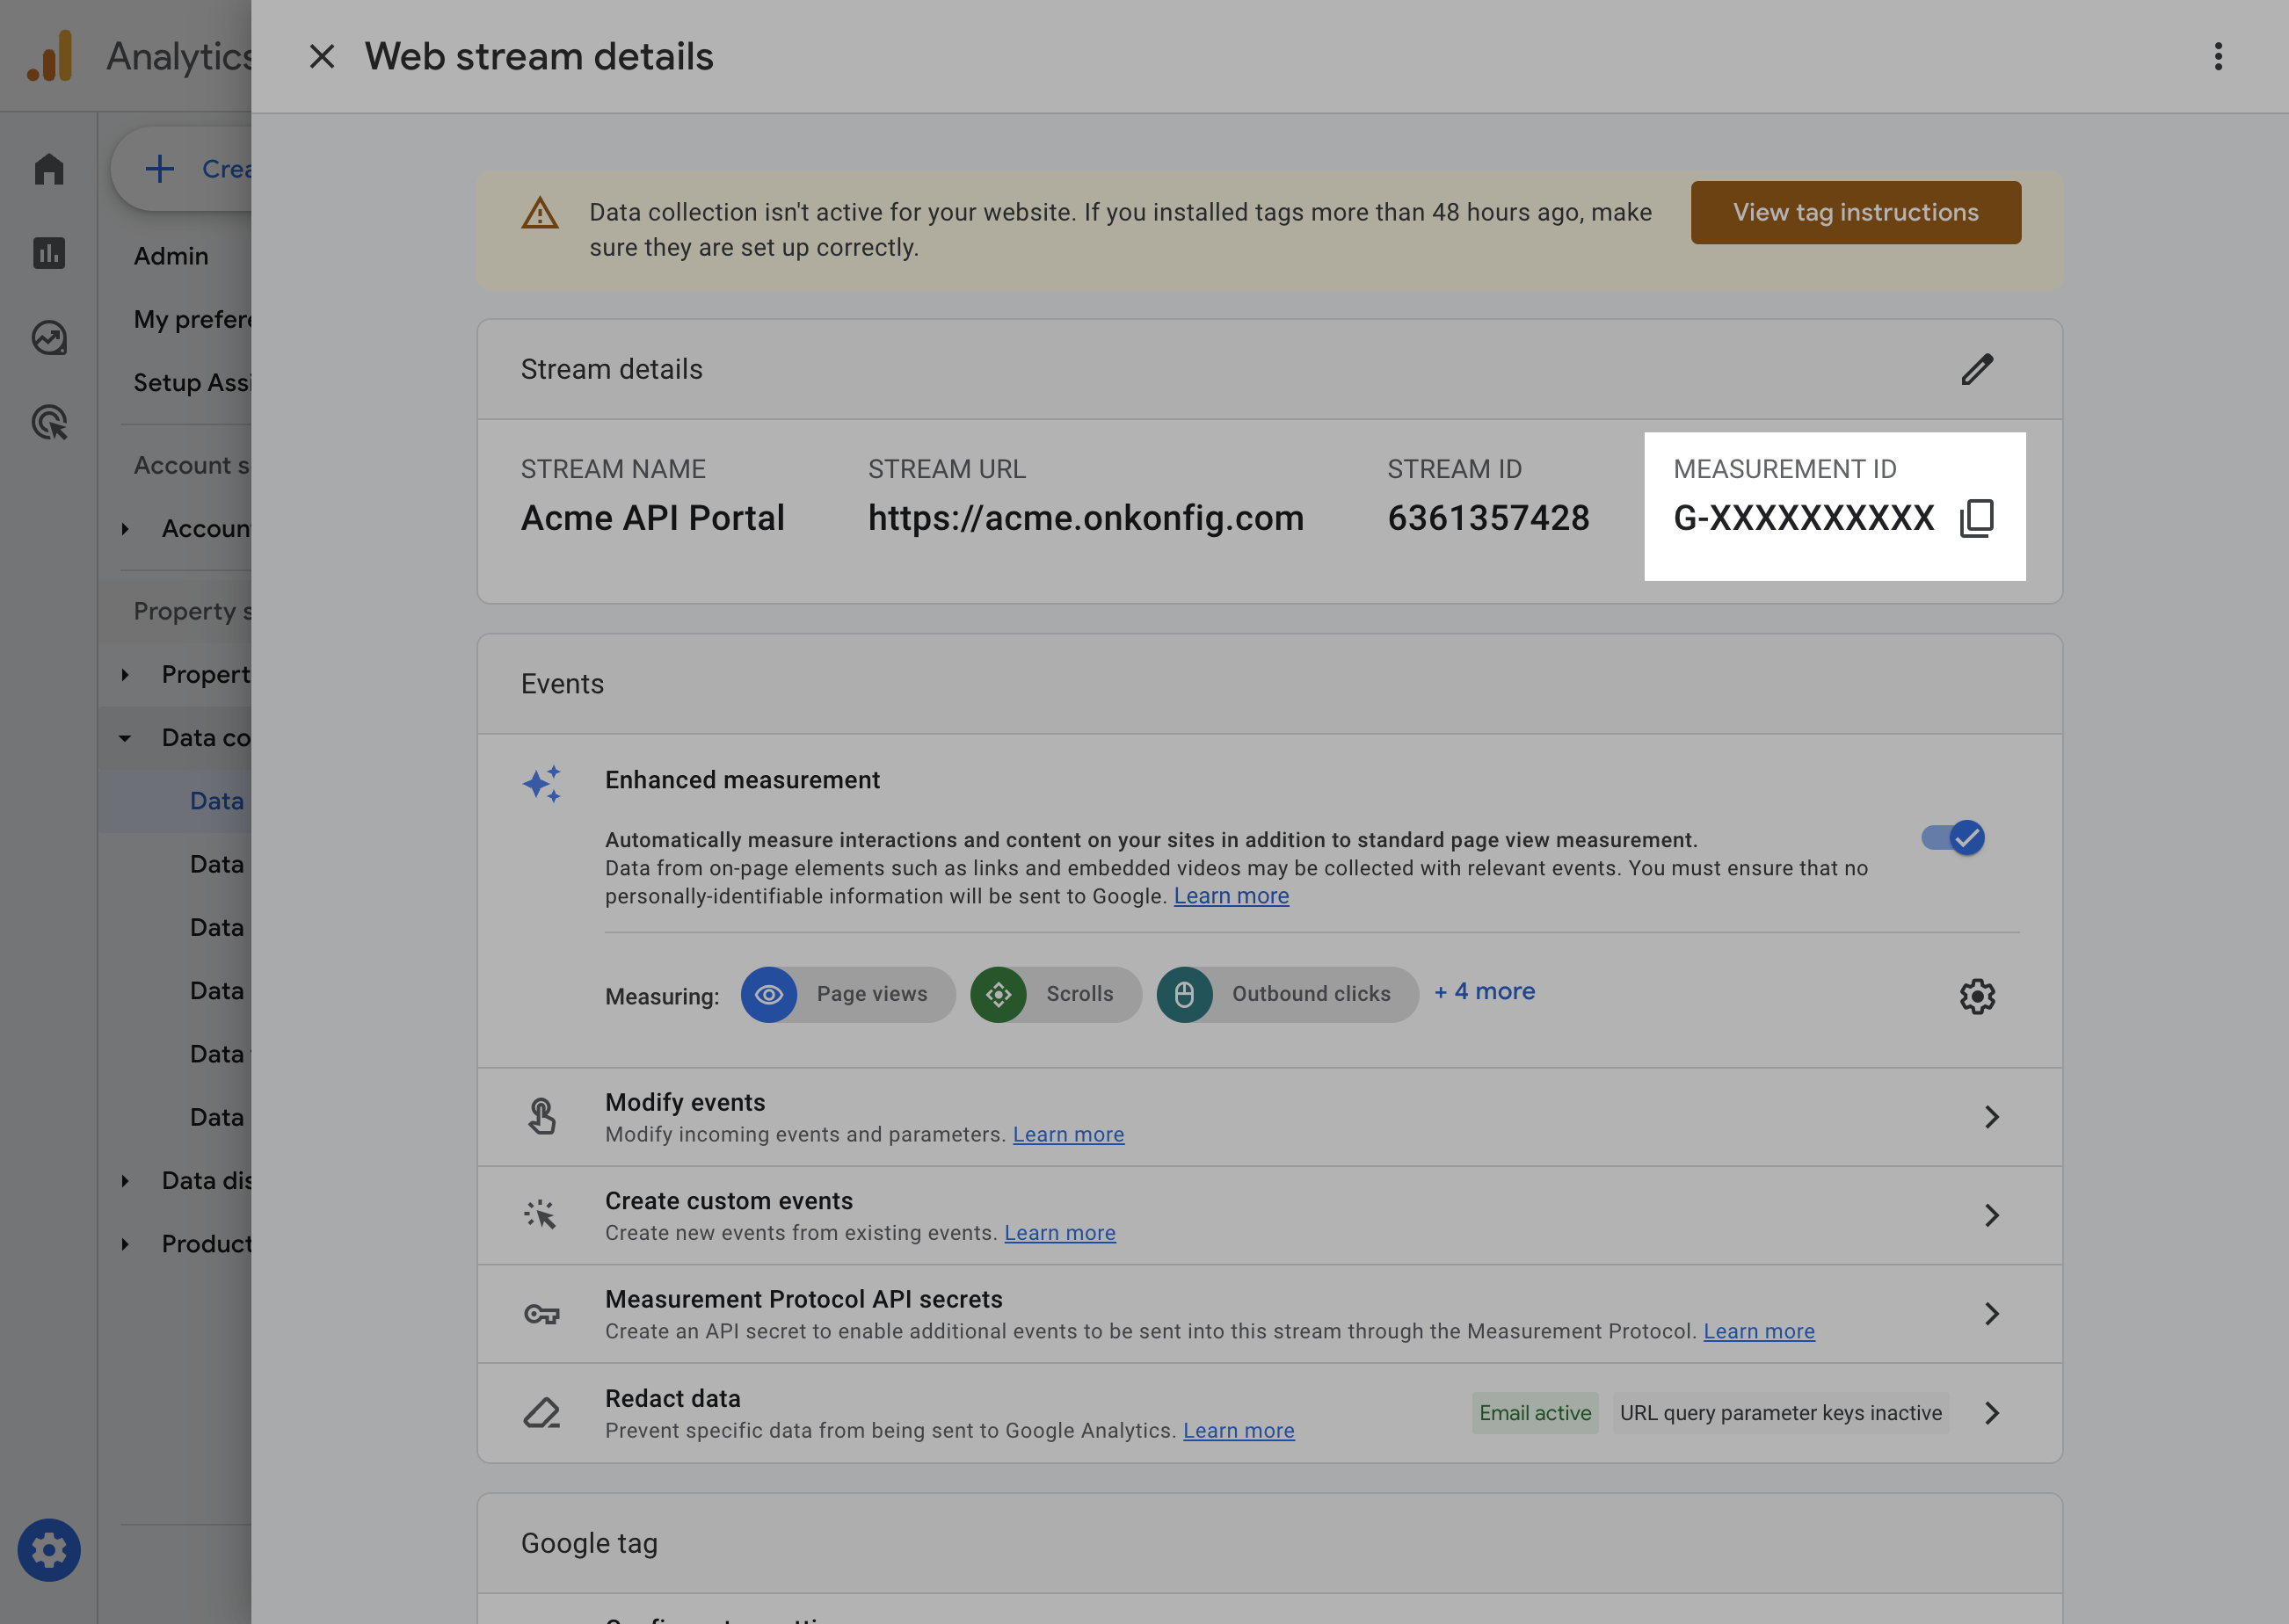 Analytics
Web stream details
Crea
Admin
My prefere
Setup Assi
Account s
Account
Property s
Propert
Data co
Data
Data
Data
Data
Data
Data
Data dis
Product
Data collection isn't active for your website. If you installed tags more than 48 hours ago, make
sure they are set up correctly.
View tag instructions
Stream details
STREAM NAME
Acme API Portal
STREAM URL
https://acme.onkonfig.com
STREAM ID
6361357428
MEASUREMENT ID
G-XXXXXXXXXX
Events
Enhanced measurement
Automatically measure interactions and content on your sites in addition to standard page view measurement.
Data from on-page elements such as links and embedded videos may be collected with relevant events. You must ensure that no
personally-identifiable information will be sent to Google. Learn more
Measuring: Page views Scrolls Outbound clicks + 4 more
Modify events
Modify incoming events and parameters. Learn more
Create custom events
Create new events from existing events. Learn more
Measurement Protocol API secrets
Create an API secret to enable additional events to be sent into this stream through the Measurement Protocol. Learn more
Redact data
Prevent specific data from being sent to Google Analytics. Learn more
Email active URL query parameter keys inactive
Google tag